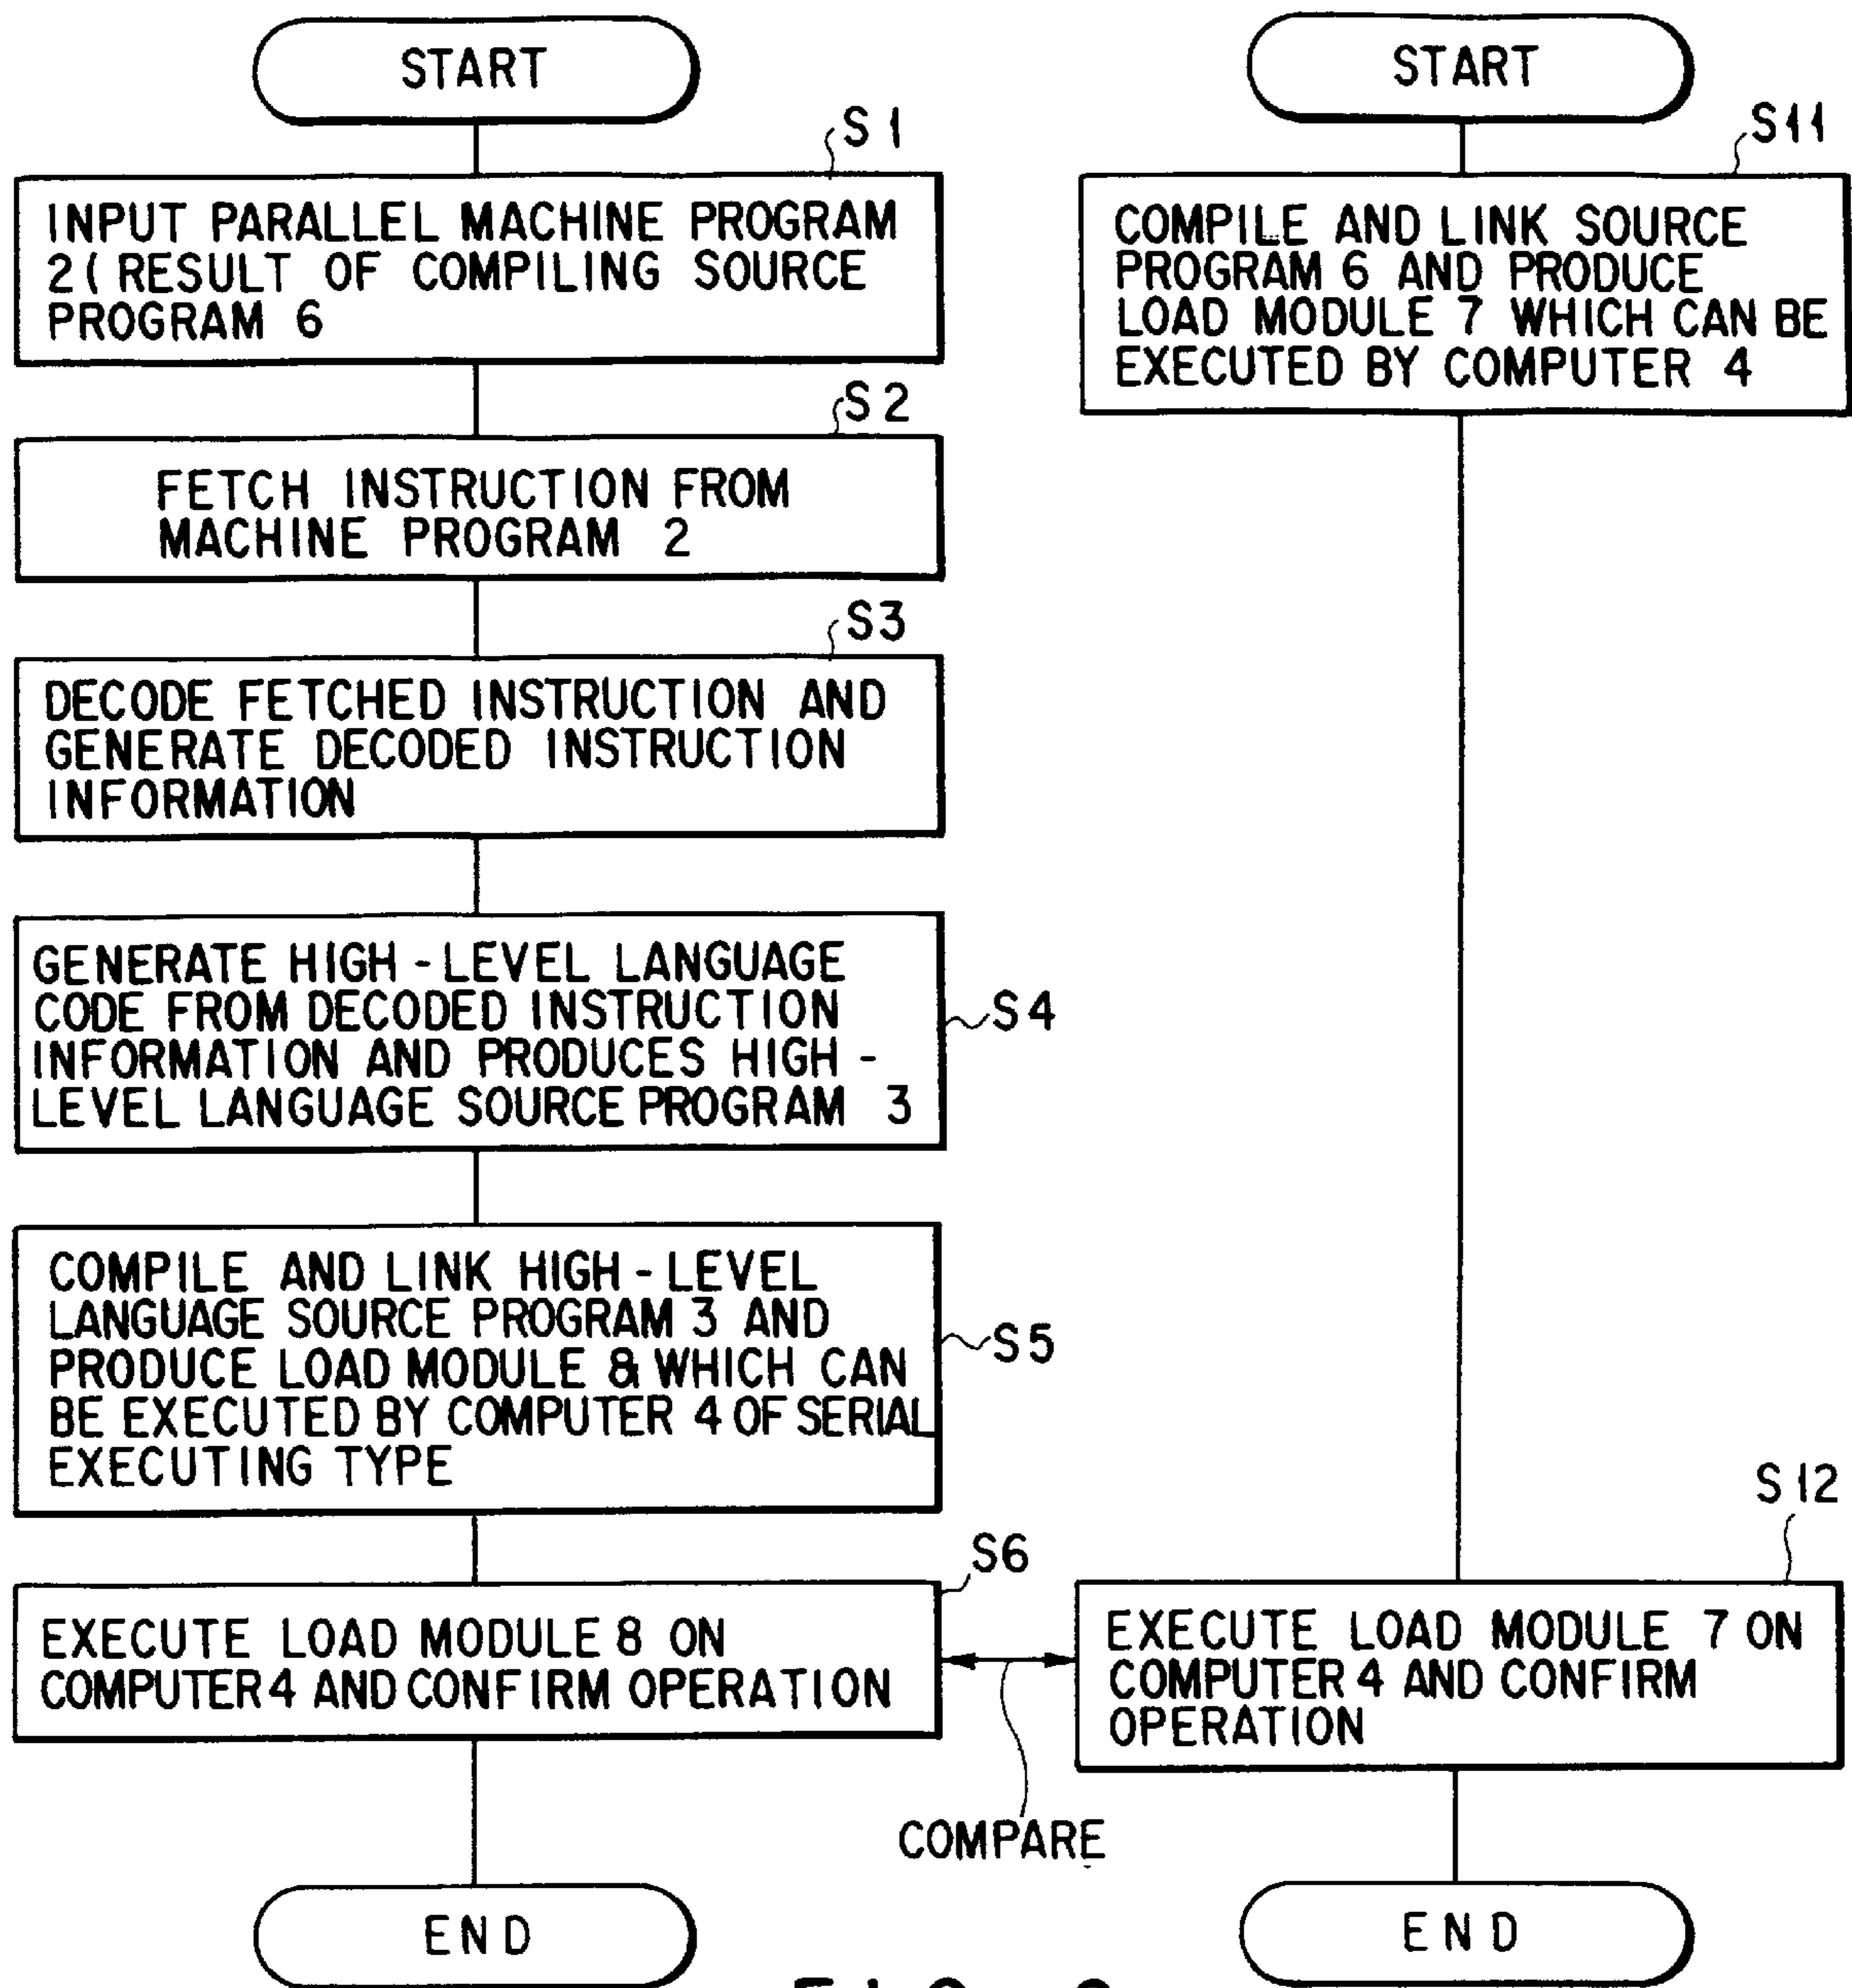 START
S1
INPUT PARALLEL MACHINE PROGRAM
2( RESULT OF COMPILING SOURCE
PROGRAM 6
S2
FETCH INSTRUCTION FROM
MACHINE PROGRAM 2
S3
DECODE FETCHED INSTRUCTION AND
GENERATE DECODED INSTRUCTION
INFORMATION
GENERATE HIGH-LEVEL LANGUAGE
CODE FROM DECODED INSTRUCTION
INFORMATION AND PRODUCES HIGH-
LEVEL LANGUAGE SOURCE PROGRAM 3
S4
COMPILE AND LINK HIGH-LEVEL
LANGUAGE SOURCE PROGRAM 3 AND
PRODUCE LOAD MODULE 8 WHICH CAN
BE EXECUTED BY COMPUTER 4 OF SERIAL
EXECUTING TYPE
S5
S6
EXECUTE LOAD MODULE 8 ON
COMPUTER 4 AND CONFIRM OPERATION
END
COMPARE
START
S11
COMPILE AND LINK SOURCE
PROGRAM 6 AND PRODUCE
LOAD MODULE 7 WHICH CAN BE
EXECUTED BY COMPUTER 4
S12
EXECUTE LOAD MODULE 7 ON
COMPUTER 4 AND CONFIRM
OPERATION
END